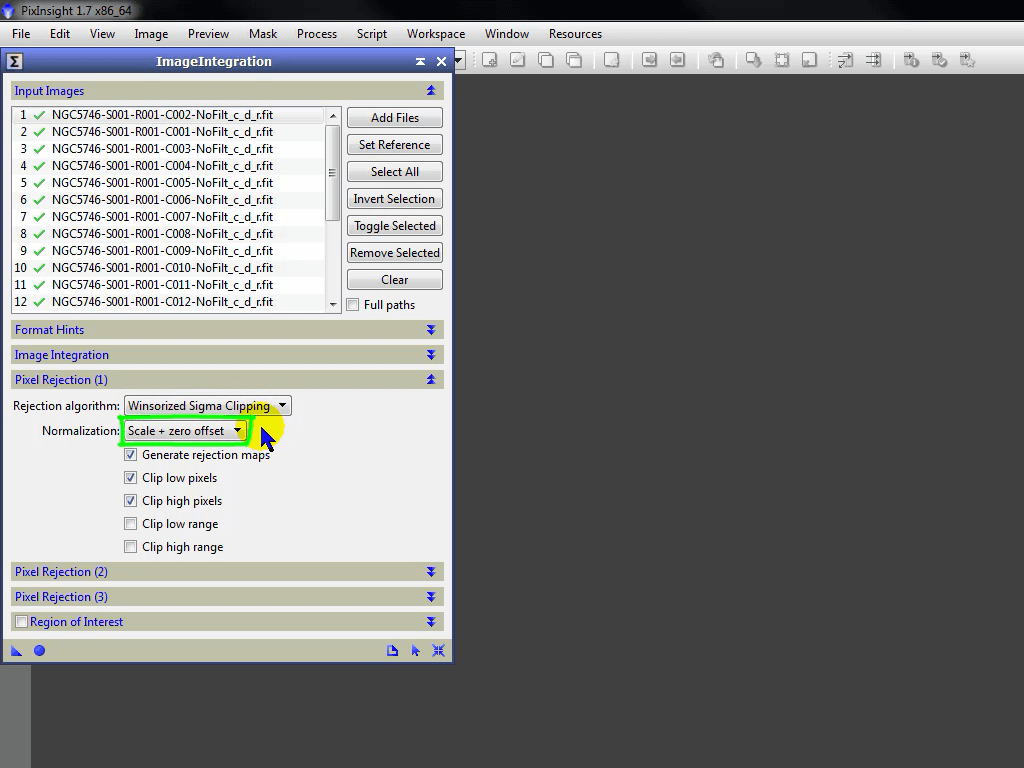 PixInsight 1.7 x86_64
File Edit View Image Preview Mask Process Script Workspace Window Resources
Σ ImageIntegration
Input Images
1 NGC5746-S001-R001-C002-NoFilt_c_d_r.fit
2 NGC5746-S001-R001-C001-NoFilt_c_d_r.fit
3 NGC5746-S001-R001-C003-NoFilt_c_d_r.fit
4 NGC5746-S001-R001-C004-NoFilt_c_d_r.fit
5 NGC5746-S001-R001-C005-NoFilt_c_d_r.fit
6 NGC5746-S001-R001-C006-NoFilt_c_d_r.fit
7 NGC5746-S001-R001-C007-NoFilt_c_d_r.fit
8 NGC5746-S001-R001-C008-NoFilt_c_d_r.fit
9 NGC5746-S001-R001-C009-NoFilt_c_d_r.fit
10 NGC5746-S001-R001-C010-NoFilt_c_d_r.fit
11 NGC5746-S001-R001-C011-NoFilt_c_d_r.fit
12 NGC5746-S001-R001-C012-NoFilt_c_d_r.fit
Add Files
Set Reference
Select All
Invert Selection
Toggle Selected
Remove Selected
Clear
Full paths
Format Hints
Image Integration
Pixel Rejection (1)
Rejection algorithm: Winsorized Sigma Clipping
Normalization: Scale + zero offset
Generate rejection maps
Clip low pixels
Clip high pixels
Clip low range
Clip high range
Pixel Rejection (2)
Pixel Rejection (3)
Region of Interest